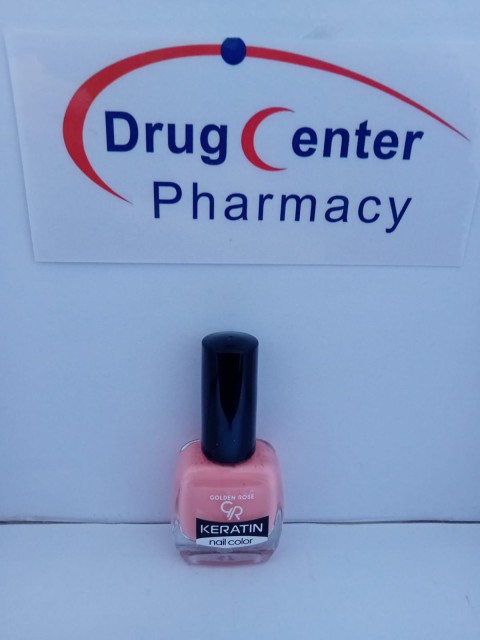 Drug Center
Pharmacy
GOLDEN ROSE
GR
KERATIN
nail color